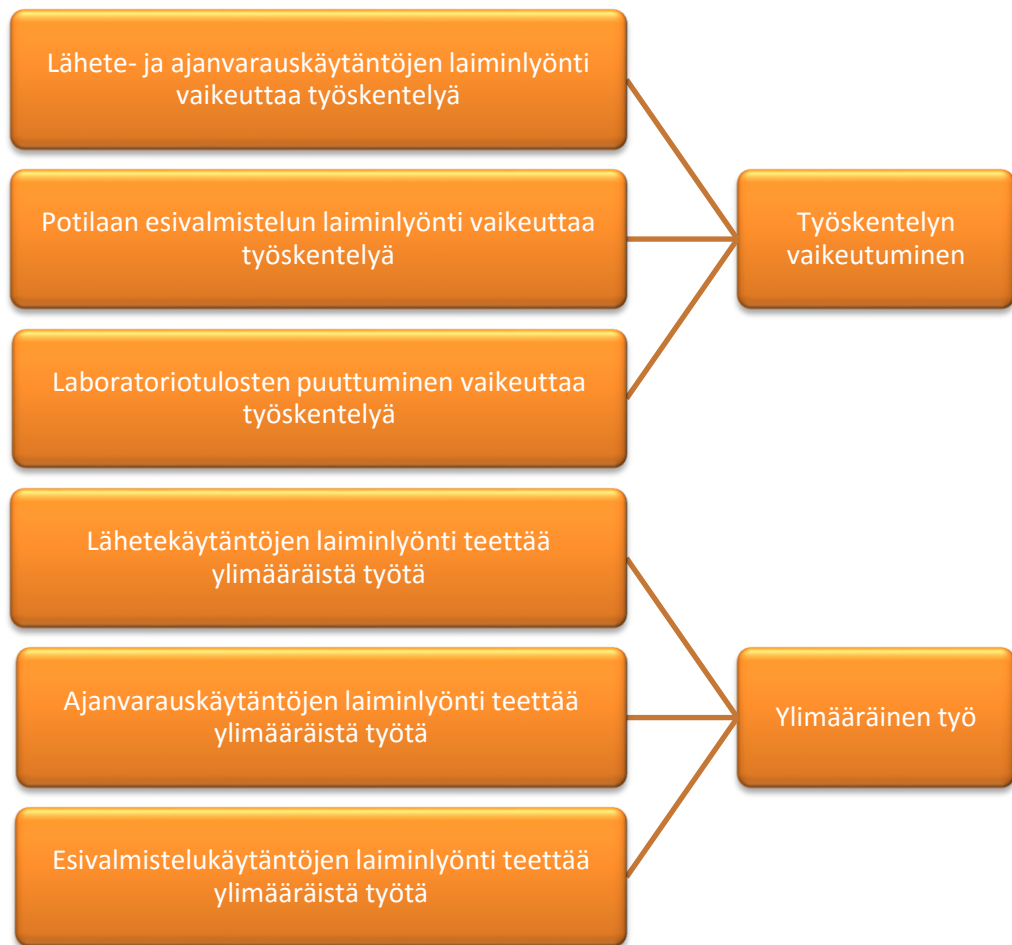 Lähete- ja ajanvarauskäytäntöjen laiminlyönti
vaikeuttaa työskentelyä
Potilaan esivalmistelun laiminlyönti vaikeuttaa
työskentelyä
Työskentelyn
vaikeutuminen
Laboratoriotulosten puuttuminen vaikeuttaa
työskentelyä
Lähetekäytäntöjen laiminlyönti teettää
ylimääräistä työtä
Ajanvarauskäytäntöjen laiminlyönti teettää
ylimääräistä työtä
Ylimääräinen työ
Esivalmistelukäytäntöjen laiminlyönti teettää
ylimääräistä työtä